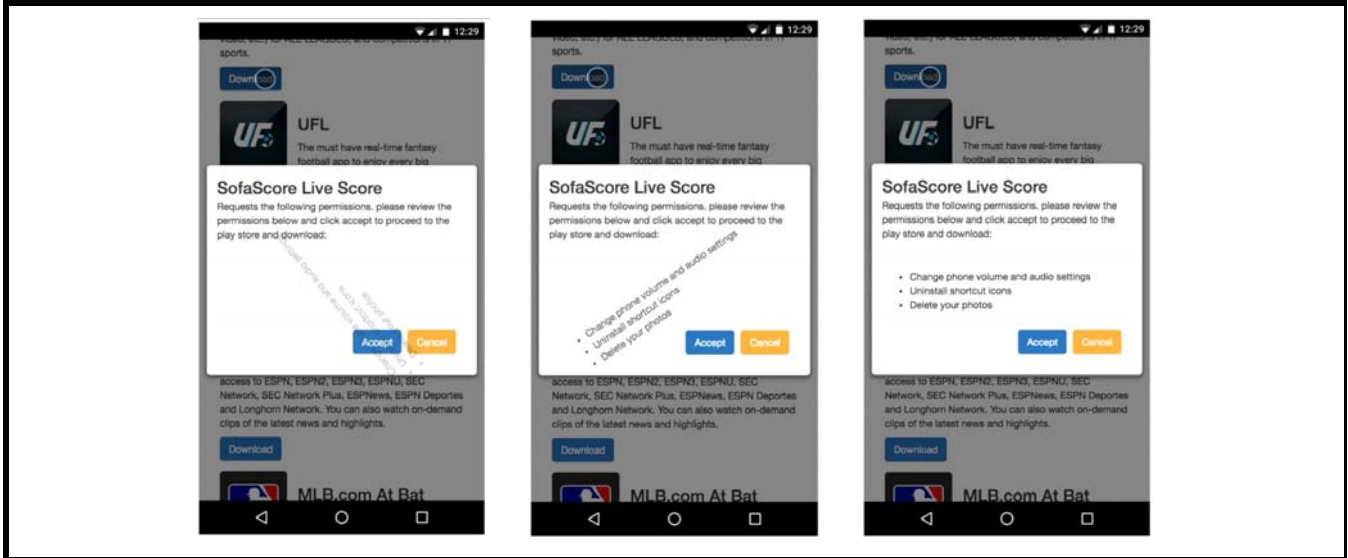 12:29
sports.
Download
UFL
The must have real-time fantasy
football app to enjoy every big
SofaScore Live Score
Requests the following permissions. please review the
permissions below and click accept to proceed to the
play store and download:
Change phone volume and audio settings
Uninstall shortcut icons
Delete your photos
Accept Cancel
access to ESPN, ESPN2, ESPN3, ESPNU, SEC
Network, SEC Network Plus, ESPNews, ESPN Deportes
and Longhorn Network. You can also watch on-demand
clips of the latest news and highlights.
Download
MLB.com At Bat
12:29
sports.
Download
UFL
The must have real-time fantasy
football app to enjoy every big
SofaScore Live Score
Requests the following permissions. please review the
permissions below and click accept to proceed to the
play store and download:
• Change phone volume and audio settings
• Uninstall shortcut icons
• Delete your photos
Accept Cancel
access to ESPN, ESPN2, ESPN3, ESPNU, SEC
Network, SEC Network Plus, ESPNews, ESPN Deportes
and Longhorn Network. You can also watch on-demand
clips of the latest news and highlights.
Download
MLB.com At Bat
12:29
sports.
Download
UFL
The must have real-time fantasy
football app to enjoy every big
SofaScore Live Score
Requests the following permissions. please review the
permissions below and click accept to proceed to the
play store and download:
• Change phone volume and audio settings
• Uninstall shortcut icons
• Delete your photos
Accept Cancel
access to ESPN, ESPN2, ESPN3, ESPNU, SEC
Network, SEC Network Plus, ESPNews, ESPN Deportes
and Longhorn Network. You can also watch on-demand
clips of the latest news and highlights.
Download
MLB.com At Bat